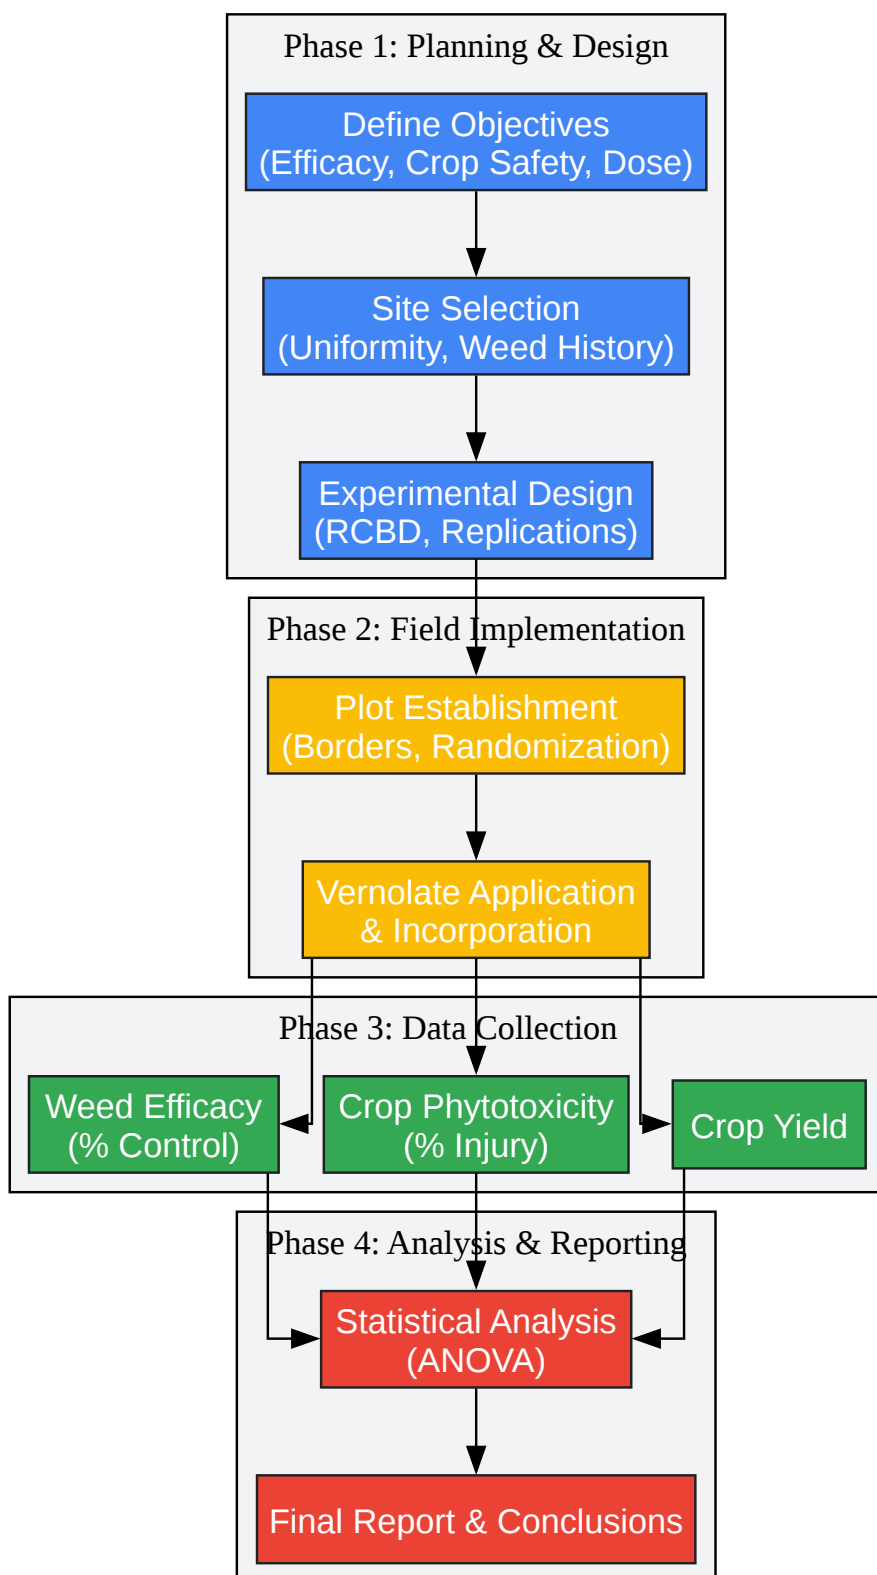 Phase 1: Planning & Design
Define Objectives
(Efficacy, Crop Safety, Dose)
Site Selection
(Uniformity, Weed History)
Experimental Design
(RCBD, Replications)
Phase 2: Field Implementation
Plot Establishment
(Borders, Randomization)
Vernolate Application
& Incorporation
Phase 3: Data Collection
Weed Efficacy
(% Control)
Crop Phytotoxicity
(% Injury)
Crop Yield
Phase 4: Analysis & Reporting
Statistical Analysis
(ANOVA)
Final Report & Conclusions